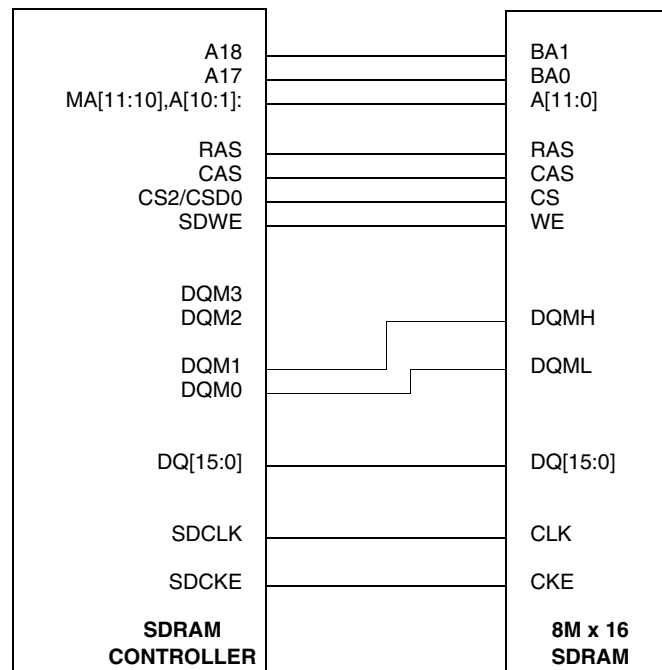 A18
A17
MA[11:10],A[10:1]:
RAS
CAS
CS2/CSD0
SDWE
DQM3
DQM2
DQM1
DQM0
DQ[15:0]
SDCLK
SDCKE
SDRAM
CONTROLLER
BA1
BA0
A[11:0]
RAS
CAS
CS
WE
DQMH
DQML
DQ[15:0]
CLK
CKE
8M x 16
SDRAM